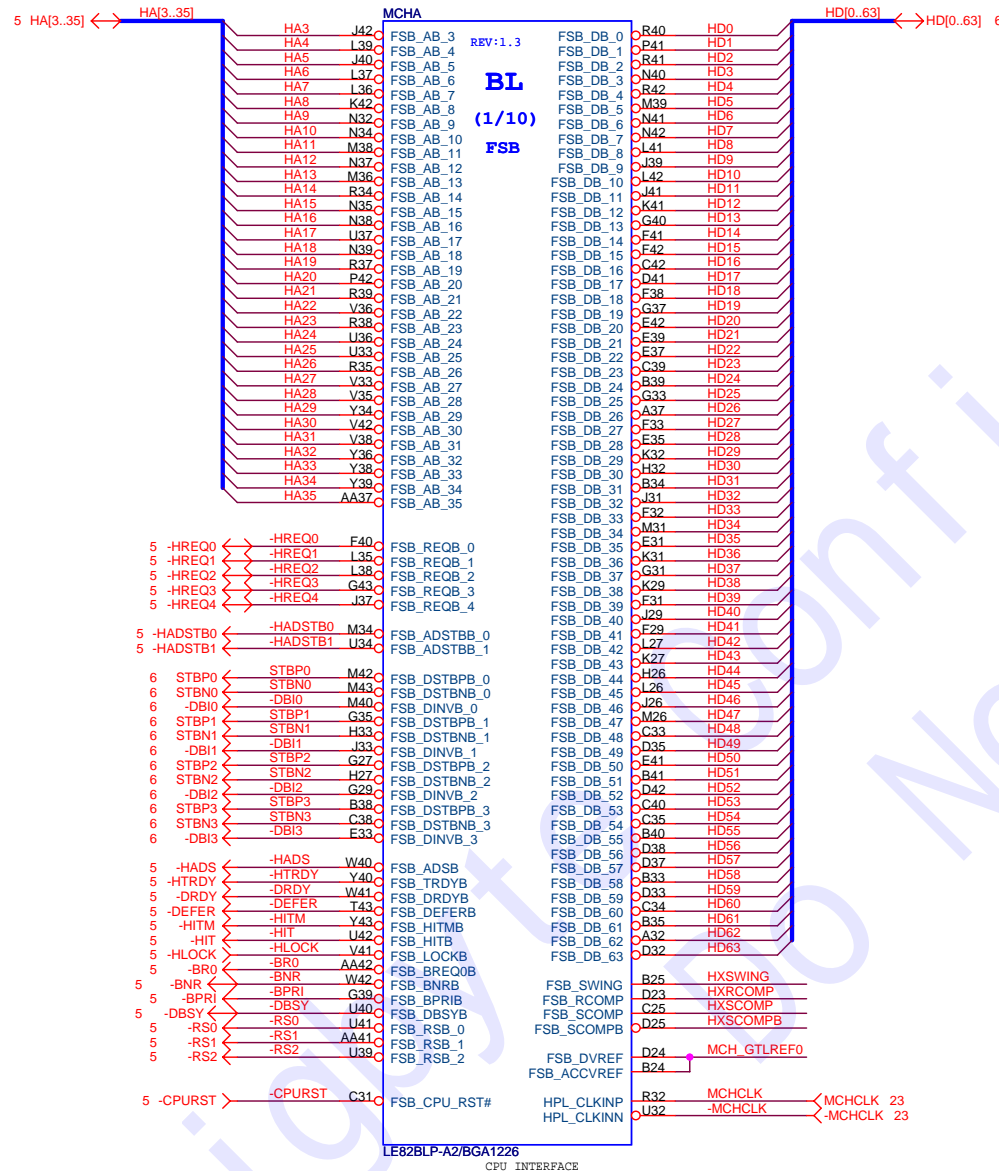 MCHA
5 HA[3..35] HA[3..35] HD[0..63] HD[0..63] 6
REV:1.3
BL
(1/10)
FSB
HA3 J42 FSB_AB_3 FSB_DB_0 R40 HD0
HA4 L39 FSB_AB_4 FSB_DB_1 P41 HD1
HA5 J40 FSB_AB_5 FSB_DB_2 R41 HD2
HA6 L37 FSB_AB_6 FSB_DB_3 N40 HD3
HA7 L36 FSB_AB_7 FSB_DB_4 R42 HD4
HA8 K42 FSB_AB_8 FSB_DB_5 M39 HD5
HA9 N32 FSB_AB_9 FSB_DB_6 N41 HD6
HA10 N34 FSB_AB_10 FSB_DB_7 N42 HD7
HA11 M38 FSB_AB_11 FSB_DB_8 L41 HD8
HA12 N37 FSB_AB_12 FSB_DB_9 J39 HD9
HA13 M36 FSB_AB_13 FSB_DB_10 L42 HD10
HA14 R34 FSB_AB_14 FSB_DB_11 J41 HD11
HA15 N35 FSB_AB_15 FSB_DB_12 K41 HD12
HA16 N38 FSB_AB_16 FSB_DB_13 G40 HD13
HA17 U37 FSB_AB_17 FSB_DB_14 F41 HD14
HA18 N39 FSB_AB_18 FSB_DB_15 F42 HD15
HA19 R37 FSB_AB_19 FSB_DB_16 C42 HD16
HA20 P42 FSB_AB_20 FSB_DB_17 D41 HD17
HA21 R39 FSB_AB_21 FSB_DB_18 F38 HD18
HA22 V36 FSB_AB_22 FSB_DB_19 G37 HD19
HA23 R38 FSB_AB_23 FSB_DB_20 E42 HD20
HA24 U36 FSB_AB_24 FSB_DB_21 E39 HD21
HA25 U33 FSB_AB_25 FSB_DB_22 E37 HD22
HA26 R35 FSB_AB_26 FSB_DB_23 C39 HD23
HA27 V33 FSB_AB_27 FSB_DB_24 B39 HD24
HA28 V35 FSB_AB_28 FSB_DB_25 G33 HD25
HA29 Y34 FSB_AB_29 FSB_DB_26 A37 HD26
HA30 V42 FSB_AB_30 FSB_DB_27 F33 HD27
HA31 V38 FSB_AB_31 FSB_DB_28 E35 HD28
HA32 Y36 FSB_AB_32 FSB_DB_29 K32 HD29
HA33 Y38 FSB_AB_33 FSB_DB_30 H32 HD30
HA34 Y39 FSB_AB_34 FSB_DB_31 B34 HD31
HA35 AA37 FSB_AB_35 FSB_DB_32 J31 HD32
FSB_DB_33 F32 HD33
FSB_DB_34 M31 HD34
5 -HREQ0 -HREQ0 F40 FSB_REQB_0 FSB_DB_35 E31 HD35
5 -HREQ1 -HREQ1 L35 FSB_REQB_1 FSB_DB_36 K31 HD36
5 -HREQ2 -HREQ2 L38 FSB_REQB_2 FSB_DB_37 G31 HD37
5 -HREQ3 -HREQ3 G43 FSB_REQB_3 FSB_DB_38 K29 HD38
5 -HREQ4 -HREQ4 J37 FSB_REQB_4 FSB_DB_39 F31 HD39
FSB_DB_40 J29 HD40
5 -HADSTB0 -HADSTB0 M34 FSB_ADSTBB_0 FSB_DB_41 F29 HD41
5 -HADSTB1 -HADSTB1 U34 FSB_ADSTBB_1 FSB_DB_42 L27 HD42
FSB_DB_43 K27 HD43
6 STBP0 STBP0 M42 FSB_DSTBPB_0 FSB_DB_44 H26 HD44
6 STBN0 STBN0 M43 FSB_DSTBNB_0 FSB_DB_45 L26 HD45
6 -DBI0 -DBI0 M40 FSB_DINVB_0 FSB_DB_46 J26 HD46
6 STBP1 STBP1 G35 FSB_DSTBPB_1 FSB_DB_47 M26 HD47
6 STBN1 STBN1 H33 FSB_DSTBNB_1 FSB_DB_48 C33 HD48
6 -DBI1 -DBI1 J33 FSB_DINVB_1 FSB_DB_49 D35 HD49
6 STBP2 STBP2 G27 FSB_DSTBPB_2 FSB_DB_50 E41 HD50
6 STBN2 STBN2 H27 FSB_DSTBNB_2 FSB_DB_51 B41 HD51
6 -DBI2 -DBI2 G29 FSB_DINVB_2 FSB_DB_52 D42 HD52
6 STBP3 STBP3 B38 FSB_DSTBPB_3 FSB_DB_53 C40 HD53
6 STBN3 STBN3 C38 FSB_DSTBNB_3 FSB_DB_54 C35 HD54
6 -DBI3 -DBI3 E33 FSB_DINVB_3 FSB_DB_55 B40 HD55
FSB_DB_56 D38 HD56
5 -HADS -HADS W40 FSB_ADSB FSB_DB_57 D37 HD57
5 -HTRDY -HTRDY Y40 FSB_TRDYB FSB_DB_58 B33 HD58
5 -DRDY -DRDY W41 FSB_DRDYB FSB_DB_59 D33 HD59
5 -DEFER -DEFER T43 FSB_DEFERB FSB_DB_60 C34 HD60
5 -HITM -HITM Y43 FSB_HITMB FSB_DB_61 B35 HD61
5 -HIT -HIT U42 FSB_HITB FSB_DB_62 A32 HD62
5 -HLOCK -HLOCK V41 FSB_LOCKB FSB_DB_63 D32 HD63
5 -BR0 -BR0 AA42 FSB_BREQ0B
5 -BNR -BNR W42 FSB_BNRB FSB_SWING B25 HXSWING
5 -BPRI -BPRI G39 FSB_BPRIB FSB_RCOMP D23 HXRCOMP
5 -DBSY -DBSY U40 FSB_DBSYB FSB_SCOMP C25 HXSCOMP
5 -RS0 -RS0 U41 FSB_RSB_0 FSB_SCOMPB D25 HXSCOMPB
5 -RS1 -RS1 AA41 FSB_RSB_1
5 -RS2 -RS2 U39 FSB_RSB_2 FSB_DVREF D24 MCH_GTLREF0
FSB_ACCVREF B24
5 -CPURST -CPURST C31 FSB_CPU_RST# HPL_CLKINP R32 MCHCLK MCHCLK 23
HPL_CLKINN U32 -MCHCLK -MCHCLK 23
LE82BLP-A2/BGA1226
CPU INTERFACE